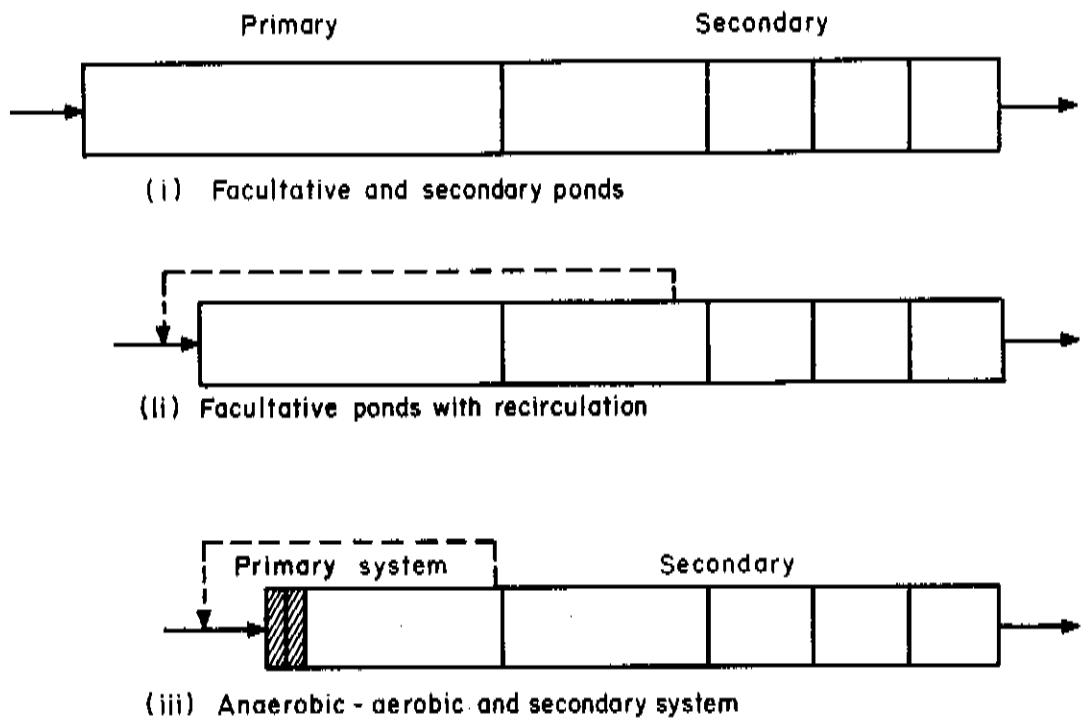 Primary Secondary
(i) Facultative and secondary ponds
(ii) Facultative ponds with recirculation
Primary system Secondary
(iii) Anaerobic - aerobic and secondary system